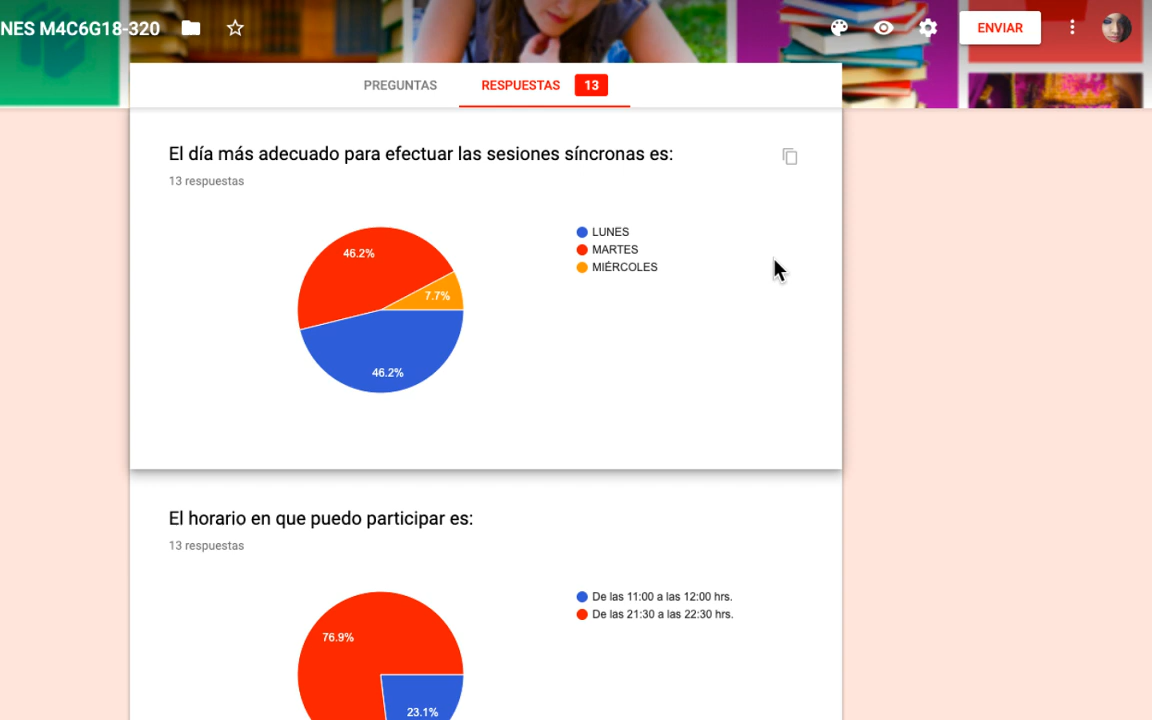 NES M4C6G18-320
ENVIAR
PREGUNTAS
RESPUESTAS
13
El día más adecuado para efectuar las sesiones síncronas es:
13 respuestas
46.2%
7.7%
46.2%
LUNES
MARTES
MIÉRCOLES
El horario en que puedo participar es:
13 respuestas
76.9%
23.1%
De las 11:00 a las 12:00 hrs.
De las 21:30 a las 22:30 hrs.